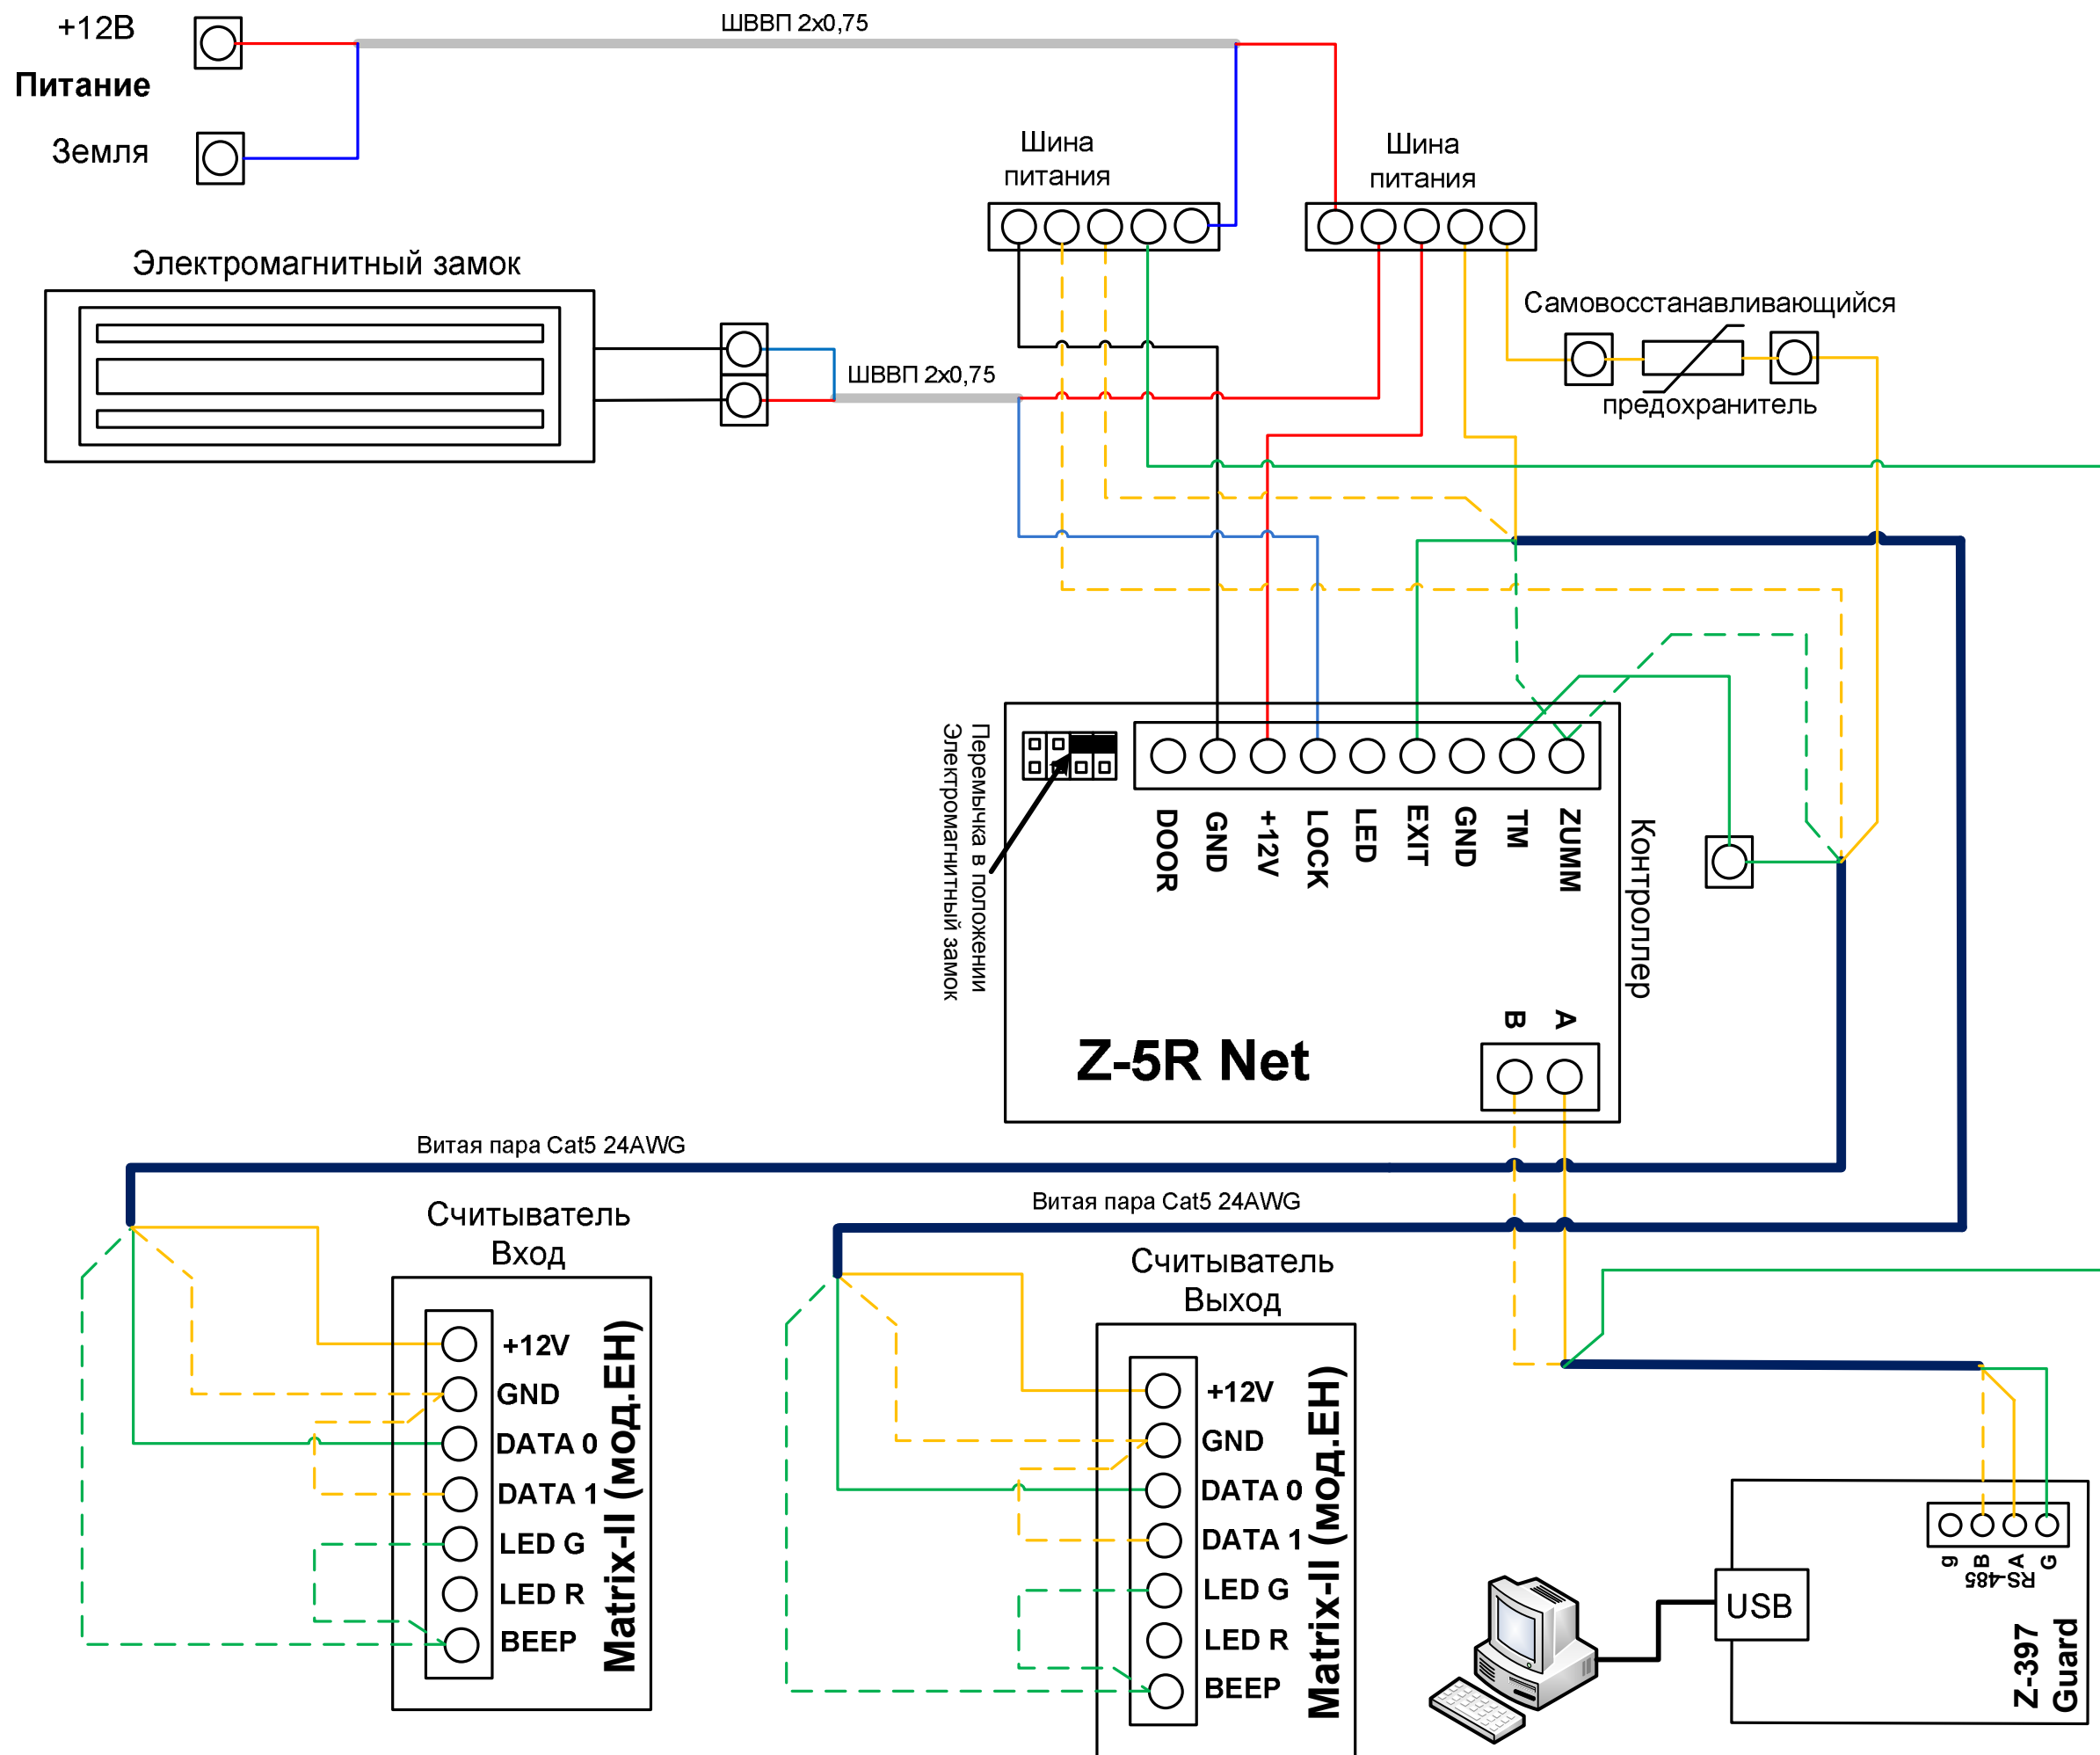 +12В
Питание
Земля
ШВВП 2x0,75
Шина
питания
Шина
питания
Электромагнитный замок
ШВВП 2x0,75
Самовосстанавливающийся
предохранитель
Перемычка в положении
Электромагнитный замок
DOOR
GND
+12V
LOCK
LED
EXIT
GND
TM
ZUMM
Контроллер
B
A
Z-5R Net
Витая пара Cat5 24AWG
Витая пара Cat5 24AWG
Считыватель
Вход
+12V
GND
DATA 0
DATA 1
LED G
LED R
BEEP
Matrix-II (мод.EH)
Считыватель
Выход
+12V
GND
DATA 0
DATA 1
LED G
LED R
BEEP
Matrix-II (мод.EH)
g
B
A
G
RS-485
USB
Z-397
Guard